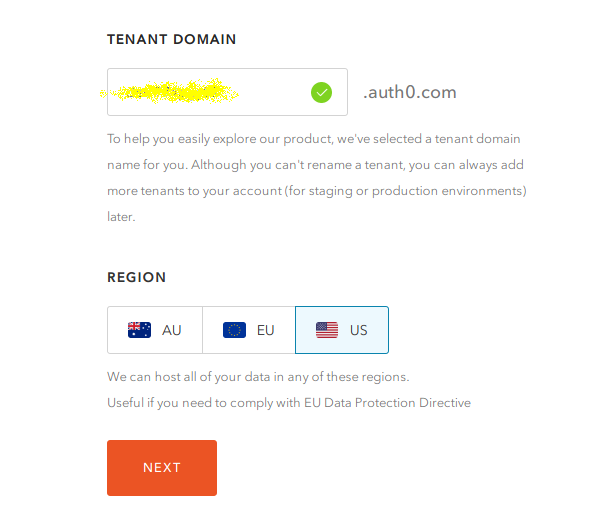 TENANT DOMAIN
.auth0.com
To help you easily explore our product, we've selected a tenant domain
name for you. Although you can't rename a tenant, you can always add
more tenants to your account (for staging or production environments)
later.
REGION
AU EU US
We can host all of your data in any of these regions.
Useful if you need to comply with EU Data Protection Directive
NEXT